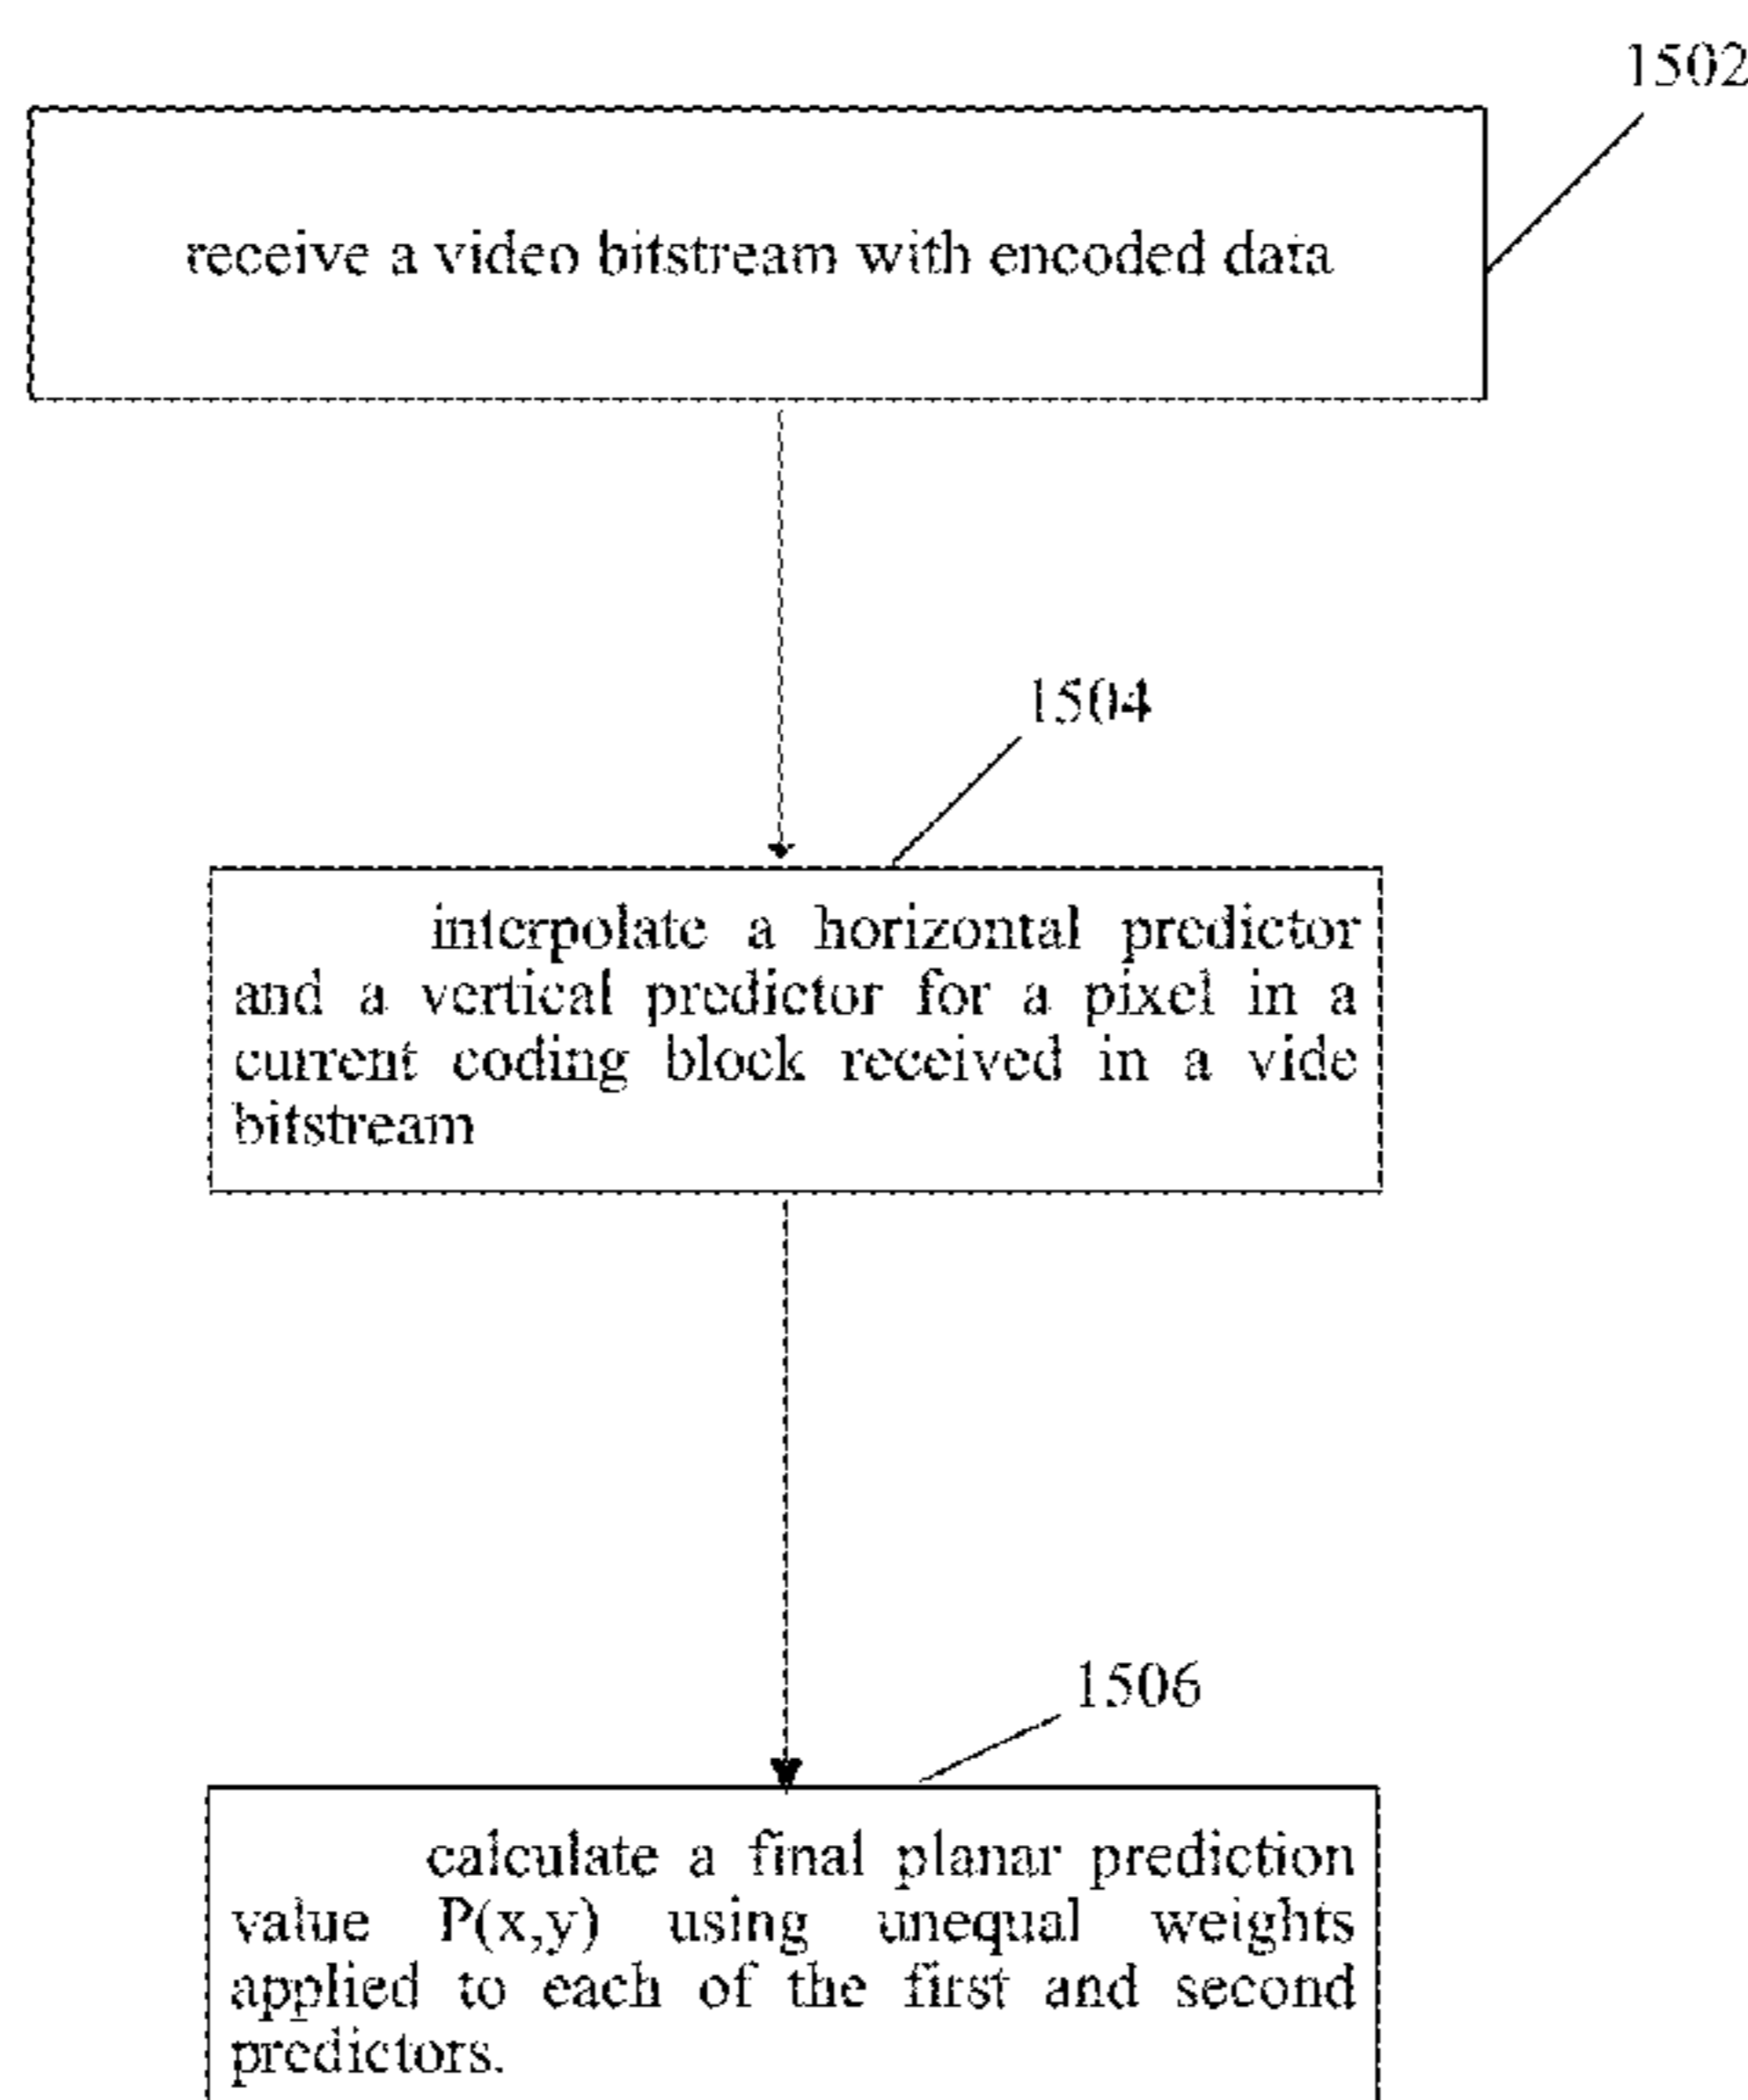 1502
receive a video bitstream with encoded data
1504
interpolate a horizontal predictor
and a vertical predictor for a pixel in a
current coding block received in a vide
bitstream
1506
calculate a final planar prediction
value P(x,y) using unequal weights
applied to each of the first and second
predictors.